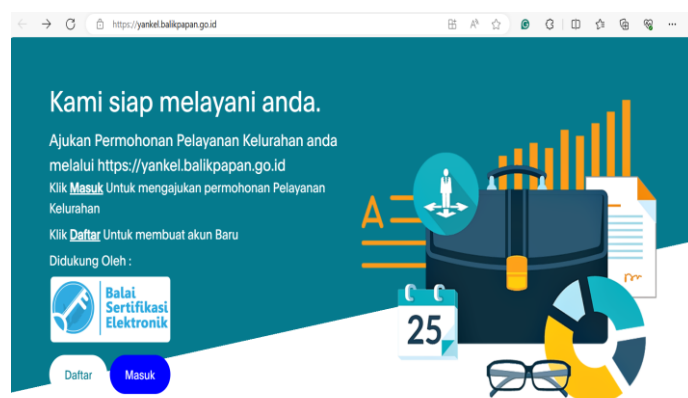 https://yankel.balikpapan.go.id
Kami siap melayani anda.
Ajukan Permohonan Pelayanan Kelurahan anda
melalui https://yankel.balikpapan.go.id
Klik Masuk Untuk mengajukan permohonan Pelayanan
Kelurahan
Klik Daftar Untuk membuat akun Baru
Didukung Oleh :
Balai
Sertifikasi
Elektronik
Daftar
Masuk
A
25